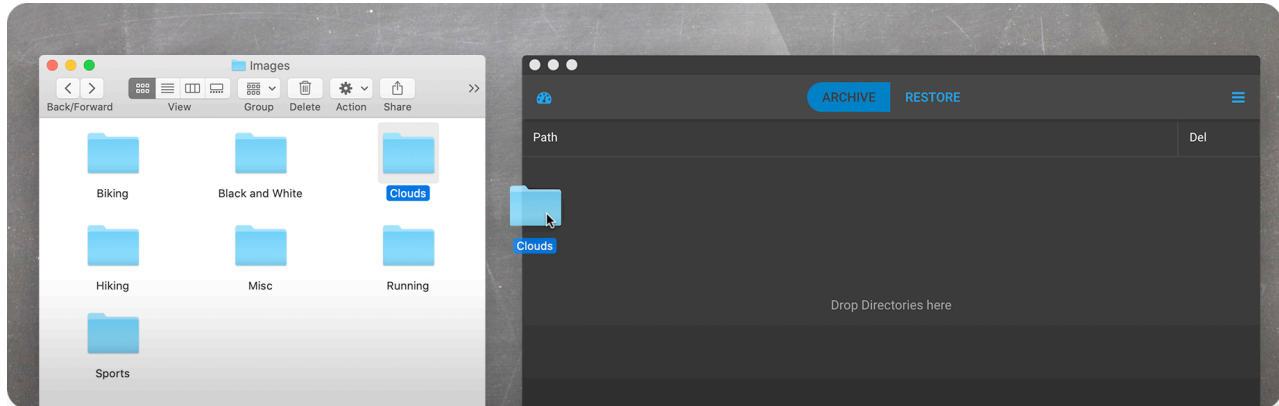 Images
Back/Forward View Group Delete Action Share
Biking Black and White Clouds
Hiking Misc Running
Sports
ARCHIVE RESTORE
Path Del
Clouds
Drop Directories here